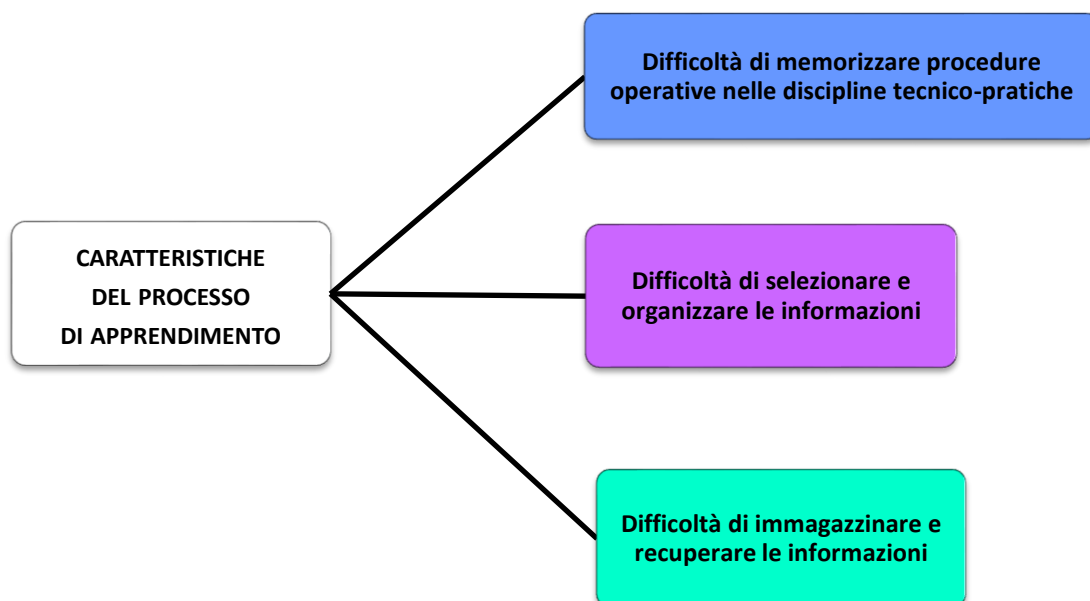 Difficoltà di memorizzare procedure
operative nelle discipline tecnico-pratiche
CARATTERISTICHE
DEL PROCESSO
DI APPRENDIMENTO
Difficoltà di selezionare e
organizzare le informazioni
Difficoltà di immagazzinare e
recuperare le informazioni